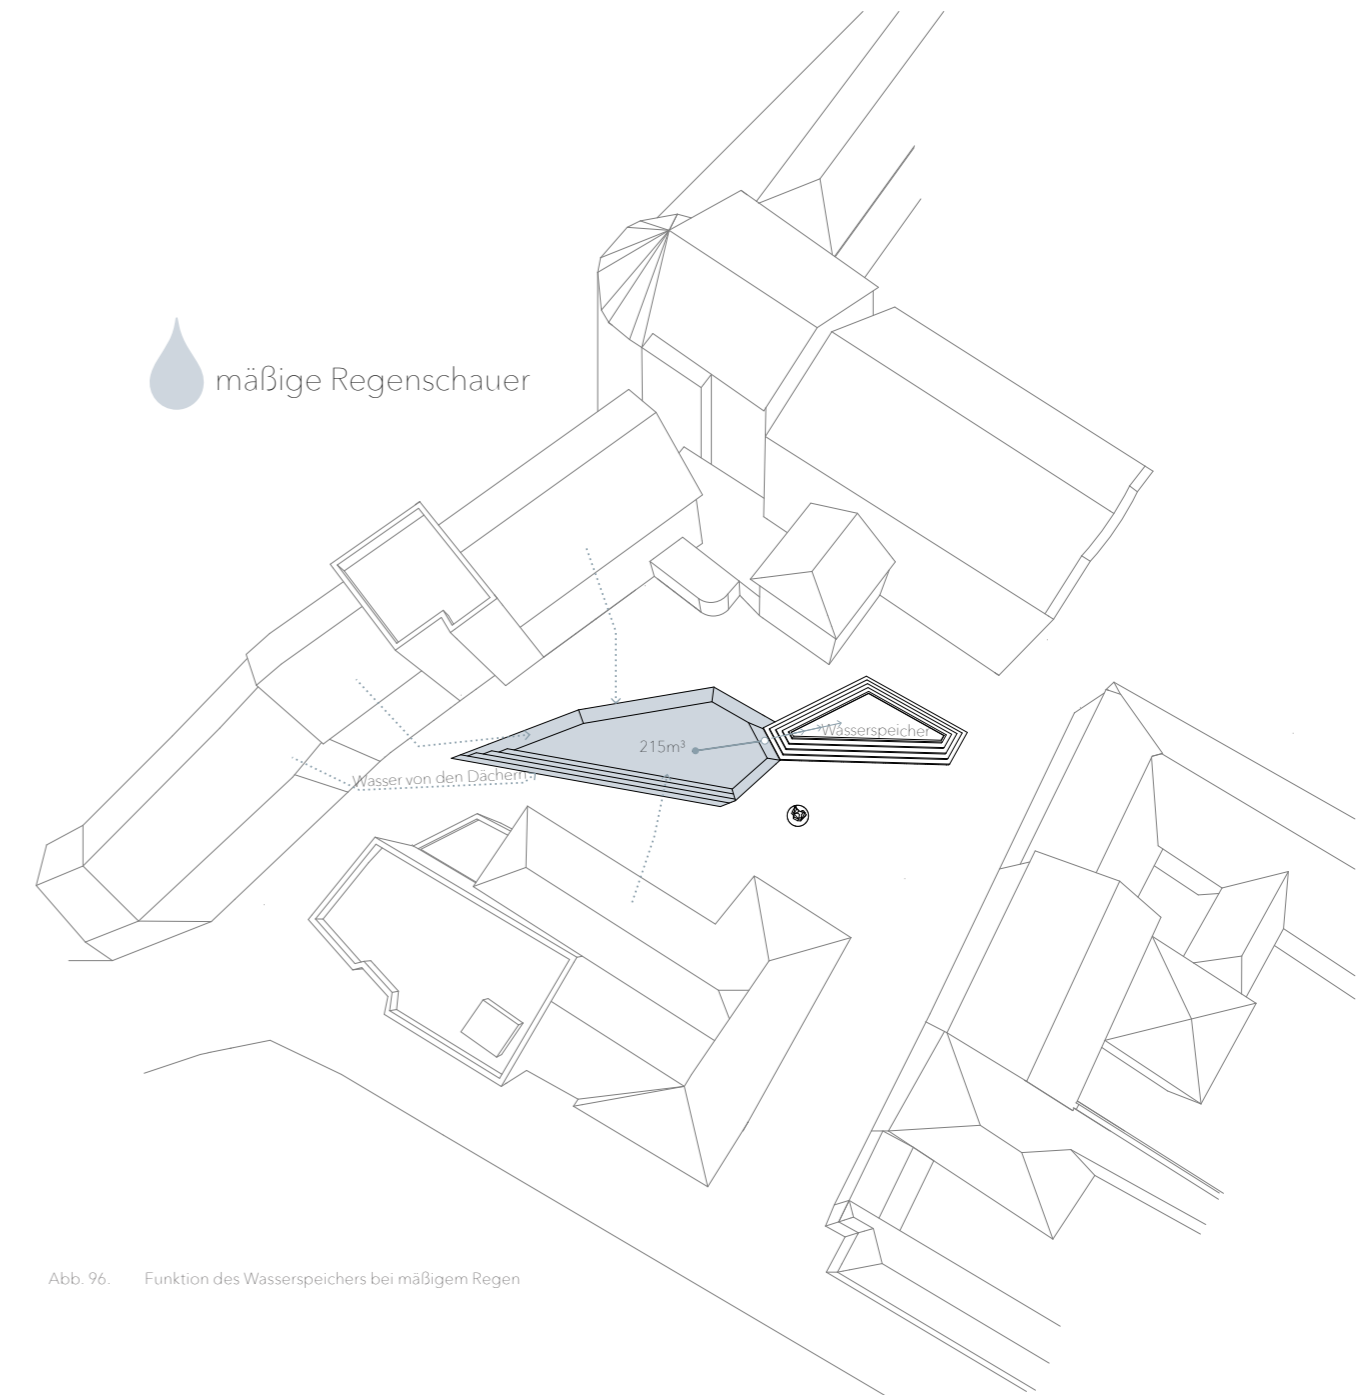 mäßige Regenschauer
215m³
Wasserspeicher
Wasser von den Dächern
Abb. 96. Funktion des Wasserspeichers bei mäßigem Regen